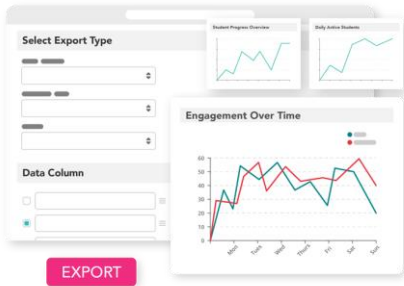 Select Export Type
Student Progress Overview
Daily Active Students
Engagement Over Time
60
50
40
30
20
10
0
Mon
Tues
Wed
Thurs
Fri
Sat
Sun
Data Column
EXPORT